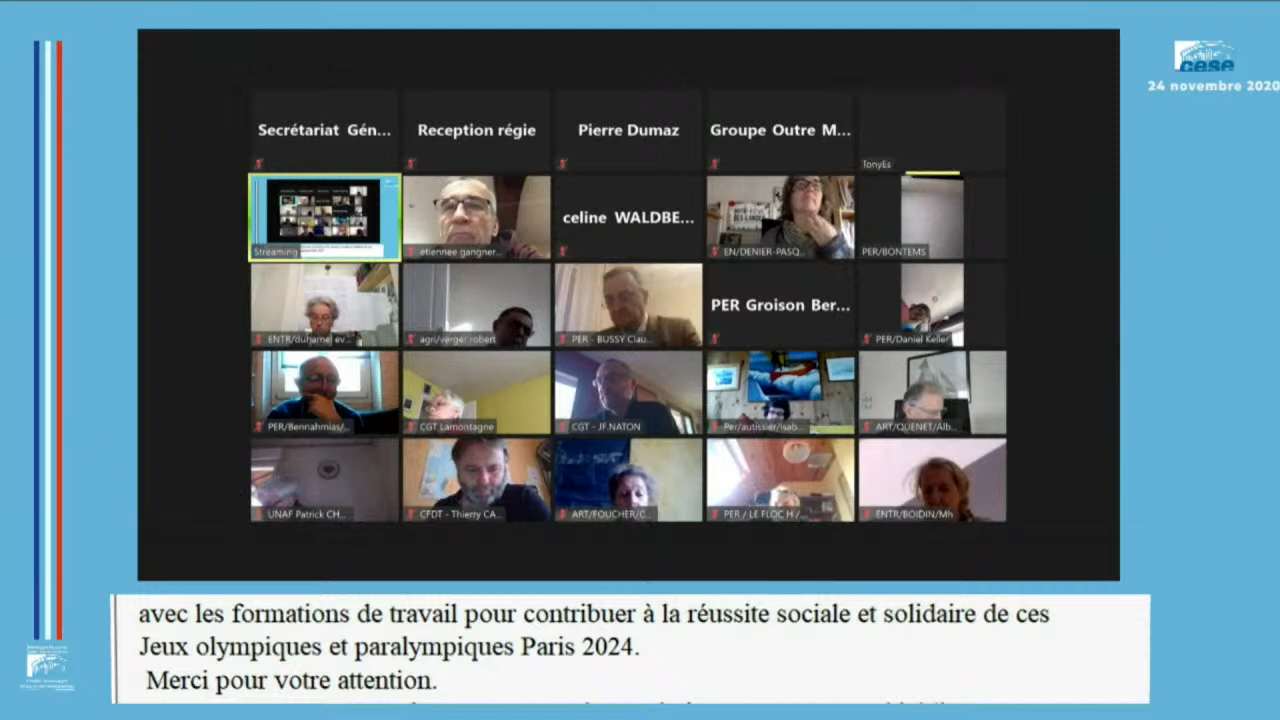 cese
24 novembre 2020
Secrétariat Gén...
Reception régie
Pierre Dumaz
Groupe Outre M...
TonyEs
Streaming
etiennee gangner...
celine WALDBE...
EN/DENIER-PASQ...
PER/BONTEMS
ENTR/duhamel ev...
agri/verger robert
PER - BUSSY Clau...
PER Groison Ber...
PER/Daniel Keller
PER/Bennahmias/...
CGT Lamontagne
CGT - JF NATON
Per/autissier/isab...
ART/QUENET/Alb...
UNAF Patrick CH...
CFDT - Thierry CA...
ART/FOUCHER/C...
PER / LE FLOC H /...
ENTR/BOIDIN/Mh
avec les formations de travail pour contribuer à la réussite sociale et solidaire de ces
Jeux olympiques et paralympiques Paris 2024.
Merci pour votre attention.